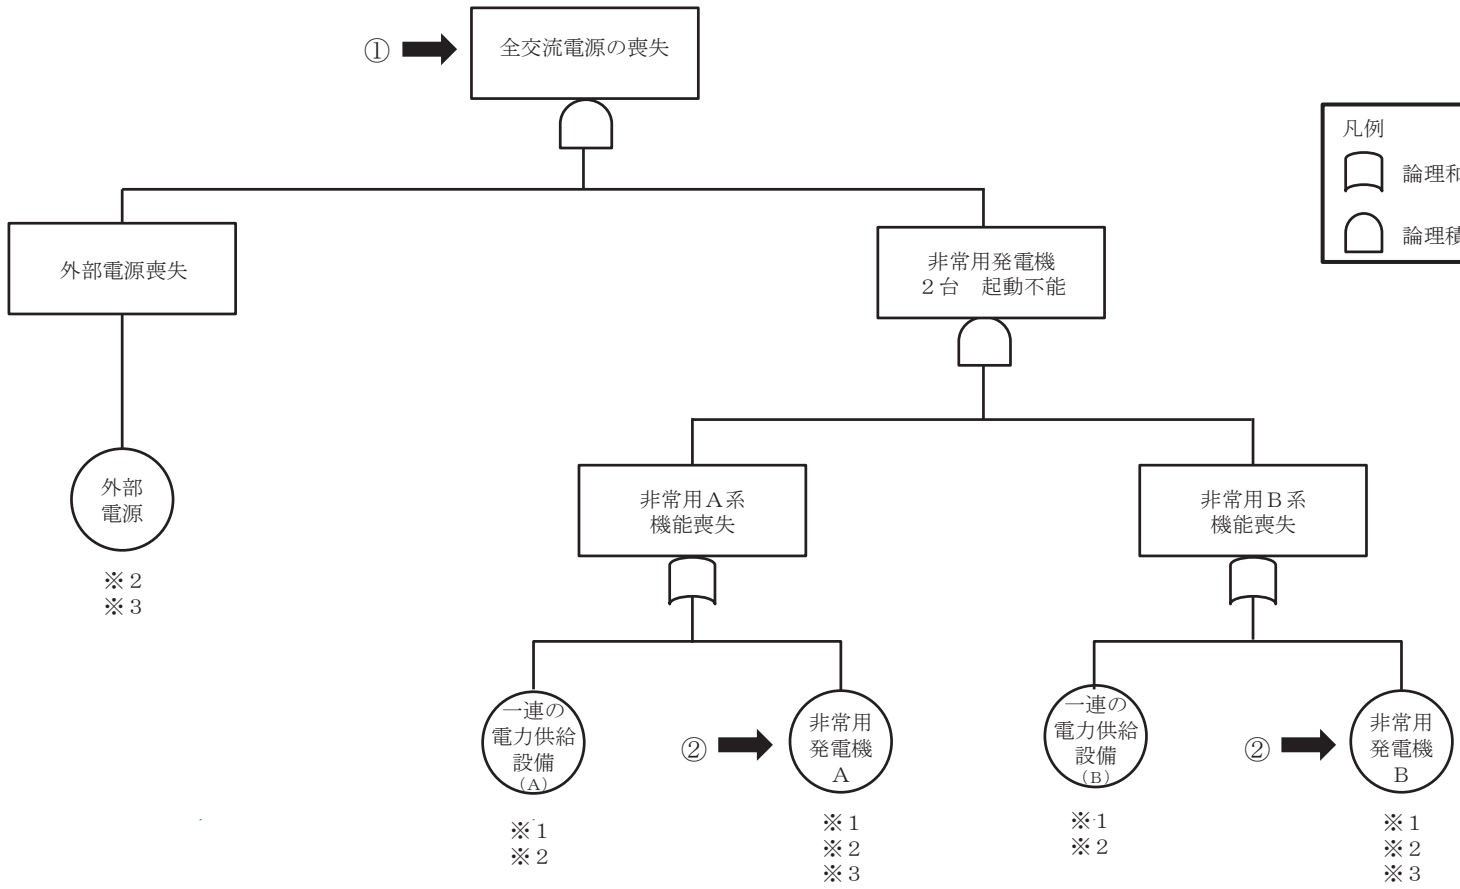 ① 全交流電源の喪失
凡例
論理和
論理積
外部電源喪失
非常用発電機
２台　起動不能
外部
電源
※２
※３
非常用Ａ系
機能喪失
非常用Ｂ系
機能喪失
一連の
電力供給
設備
（Ａ）
※１
※２
②
非常用
発電機
Ａ
※１
※２
※３
一連の
電力供給
設備
（Ｂ）
※１
※２
②
非常用
発電機
Ｂ
※１
※２
※３